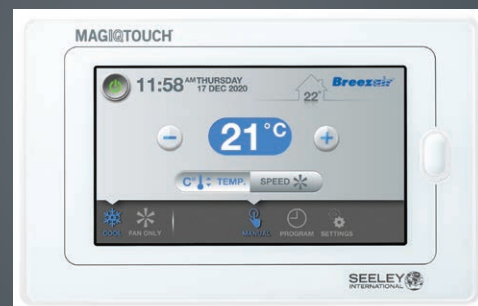 MAGIQTOUCH
11:58 AM THURSDAY
17 DEC 2020
Breezair
22°
21°C
C° TEMP. SPEED
COOL FAN ONLY MANUAL PROGRAM SETTINGS
SEELEY
INTERNATIONAL